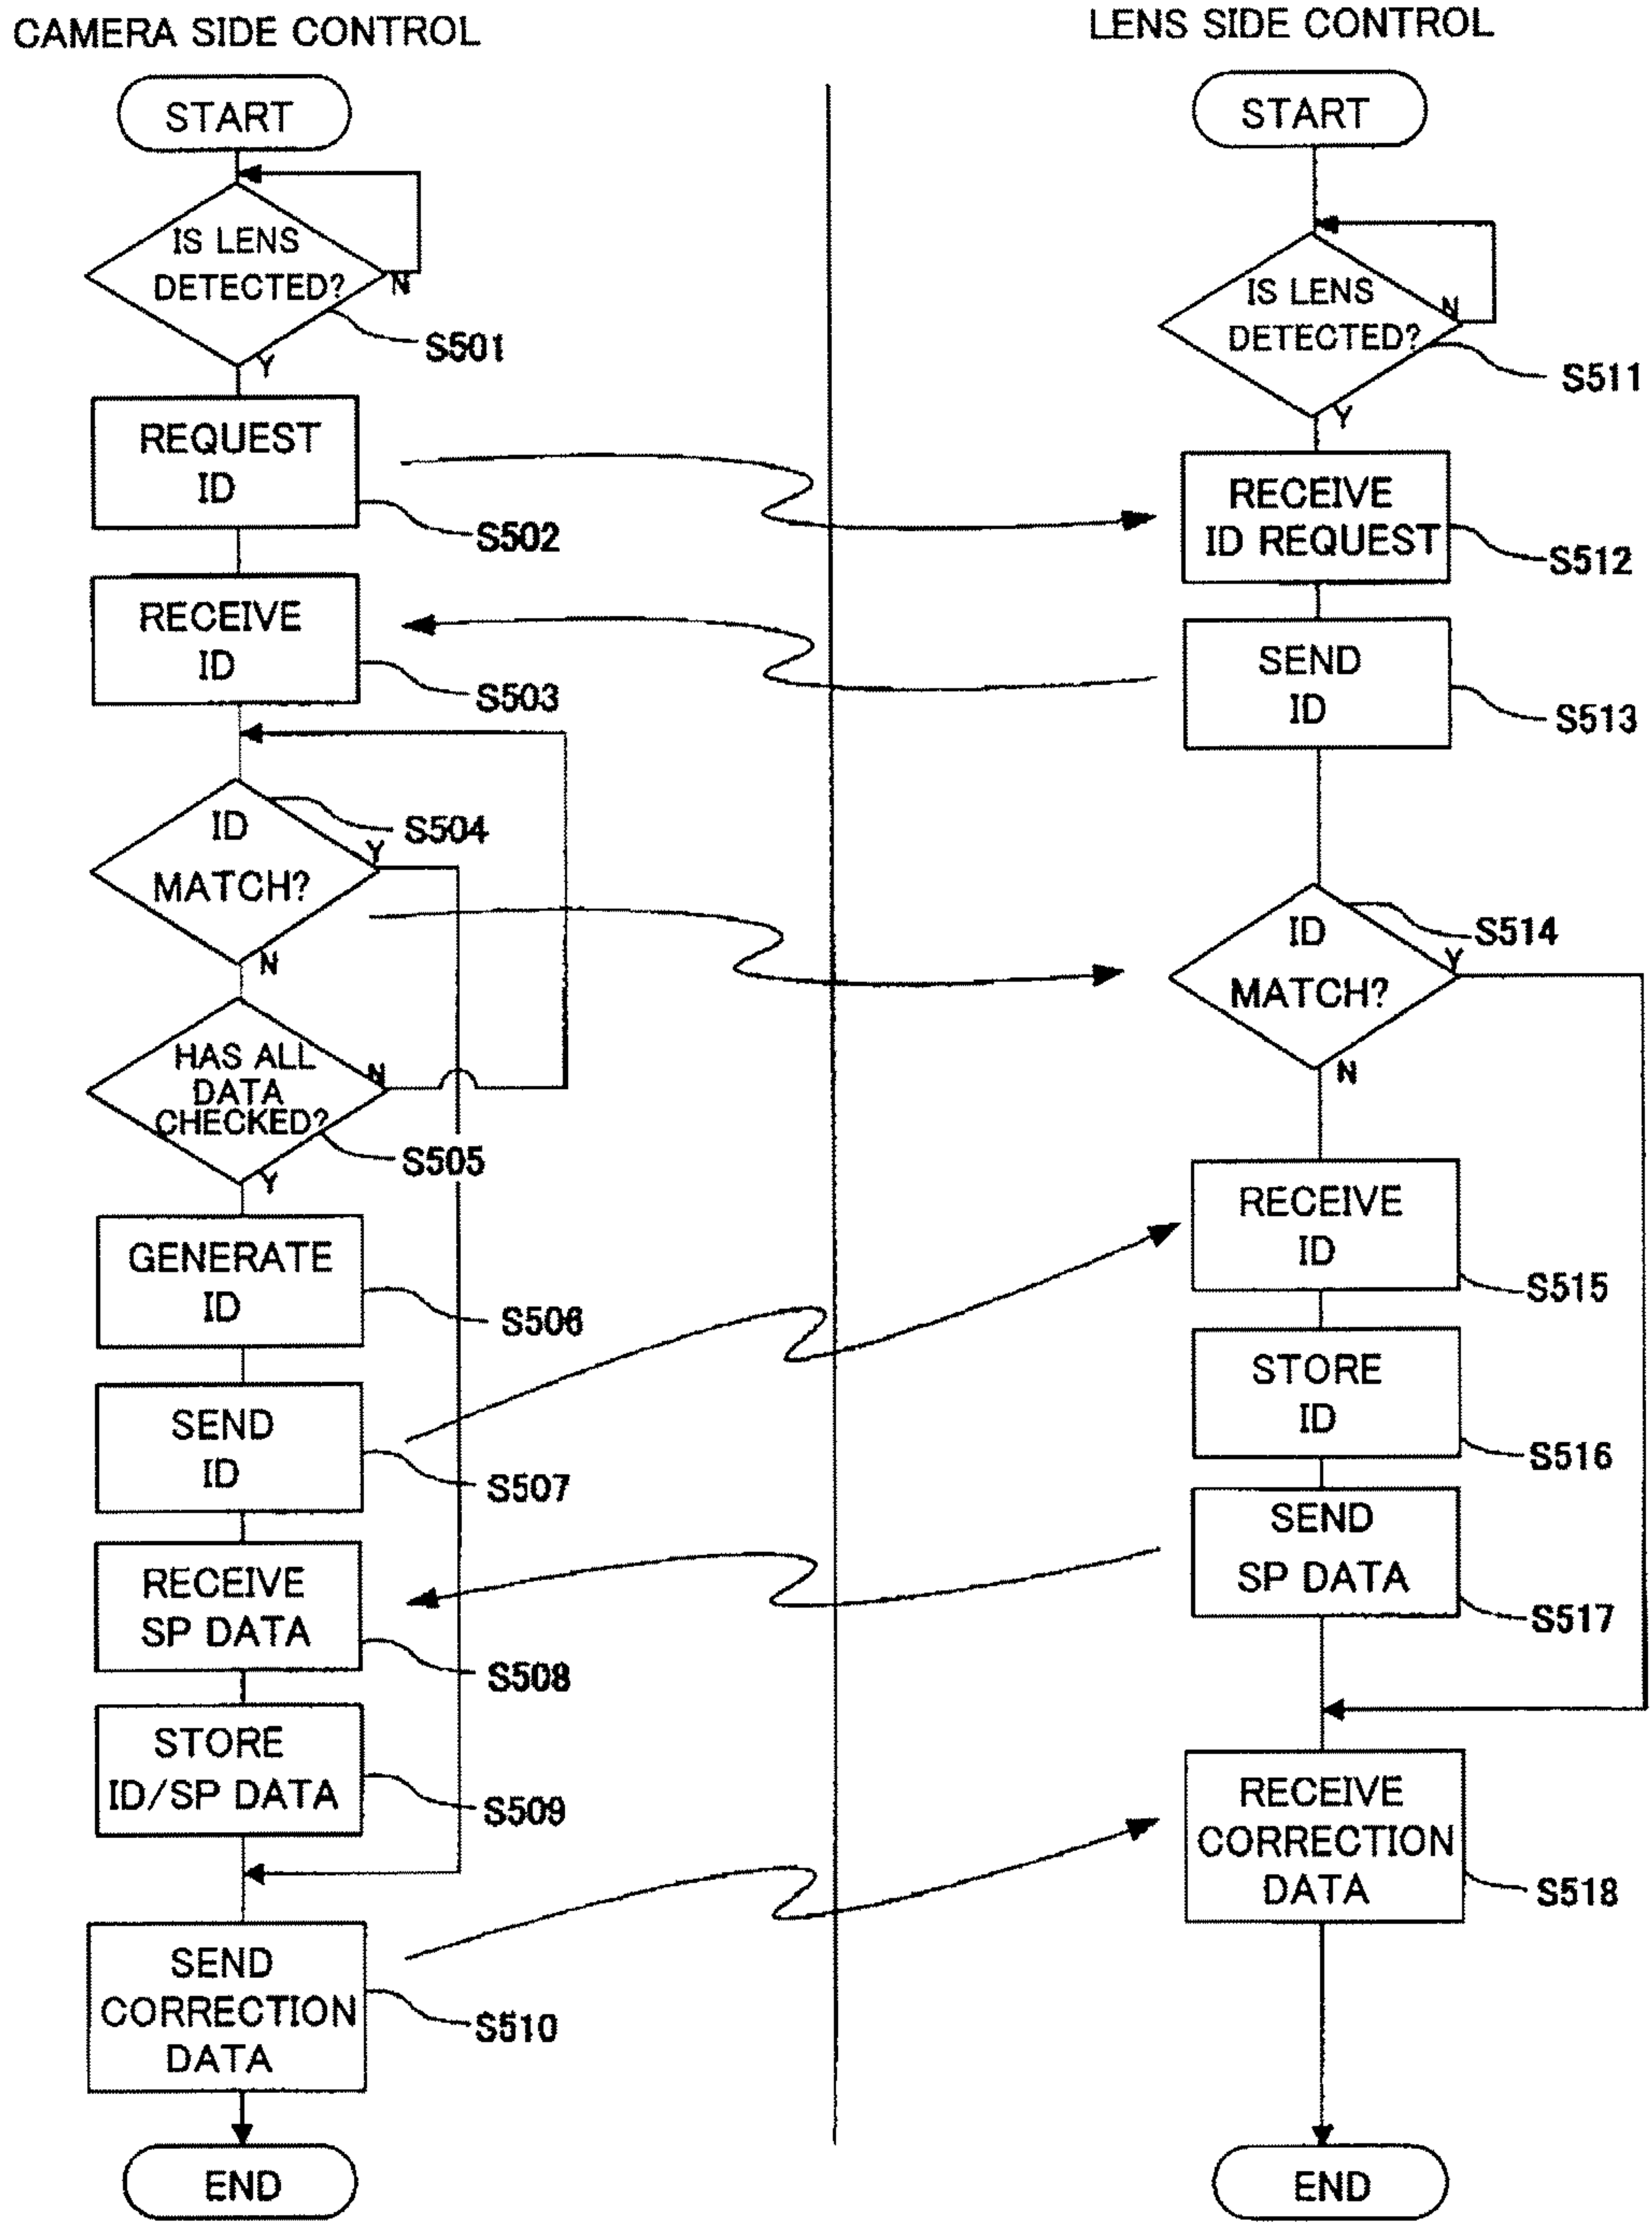 CAMERA SIDE CONTROL
START
IS LENS
DETECTED?
N
S501
Y
REQUEST
ID
S502
RECEIVE
ID
S503
ID
MATCH?
S504
Y
N
HAS ALL
DATA
CHECKED?
N
S505
Y
GENERATE
ID
S506
SEND
ID
S507
RECEIVE
SP DATA
S508
STORE
ID/SP DATA
S509
SEND
CORRECTION
DATA
S510
END
LENS SIDE CONTROL
START
IS LENS
DETECTED?
N
S511
Y
RECEIVE
ID REQUEST
S512
SEND
ID
S513
ID
MATCH?
S514
Y
N
RECEIVE
ID
S515
STORE
ID
S516
SEND
SP DATA
S517
RECEIVE
CORRECTION
DATA
S518
END